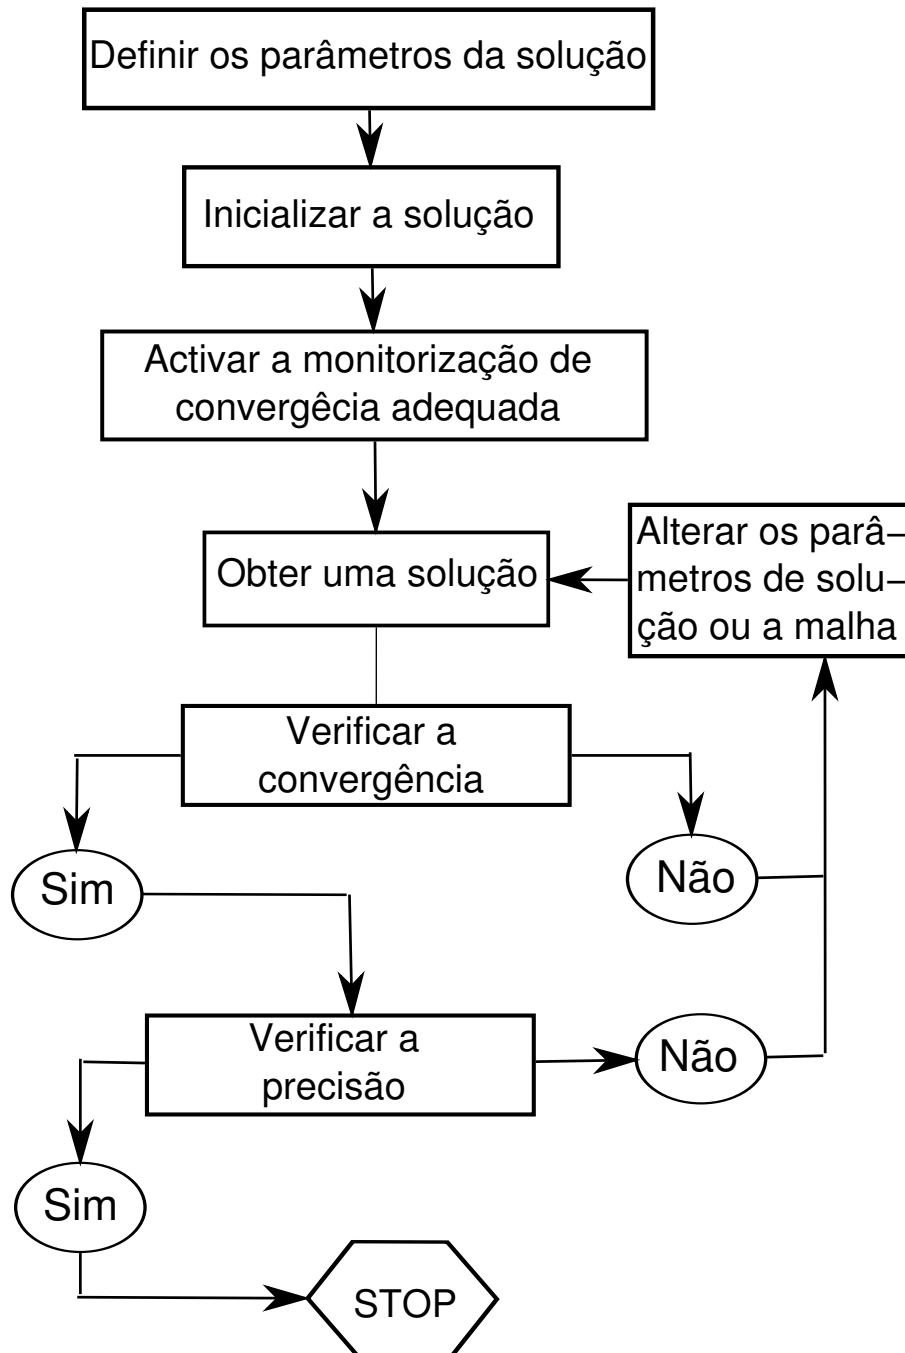 Definir os parâmetros da solução
Inicializar a solução
Activar a monitorização de
convergêcia adequada
Obter uma solução
Alterar os parâ–
metros de solu–
ção ou a malha
Verificar a
convergência
Sim
Não
Verificar a
precisão
Não
Sim
STOP